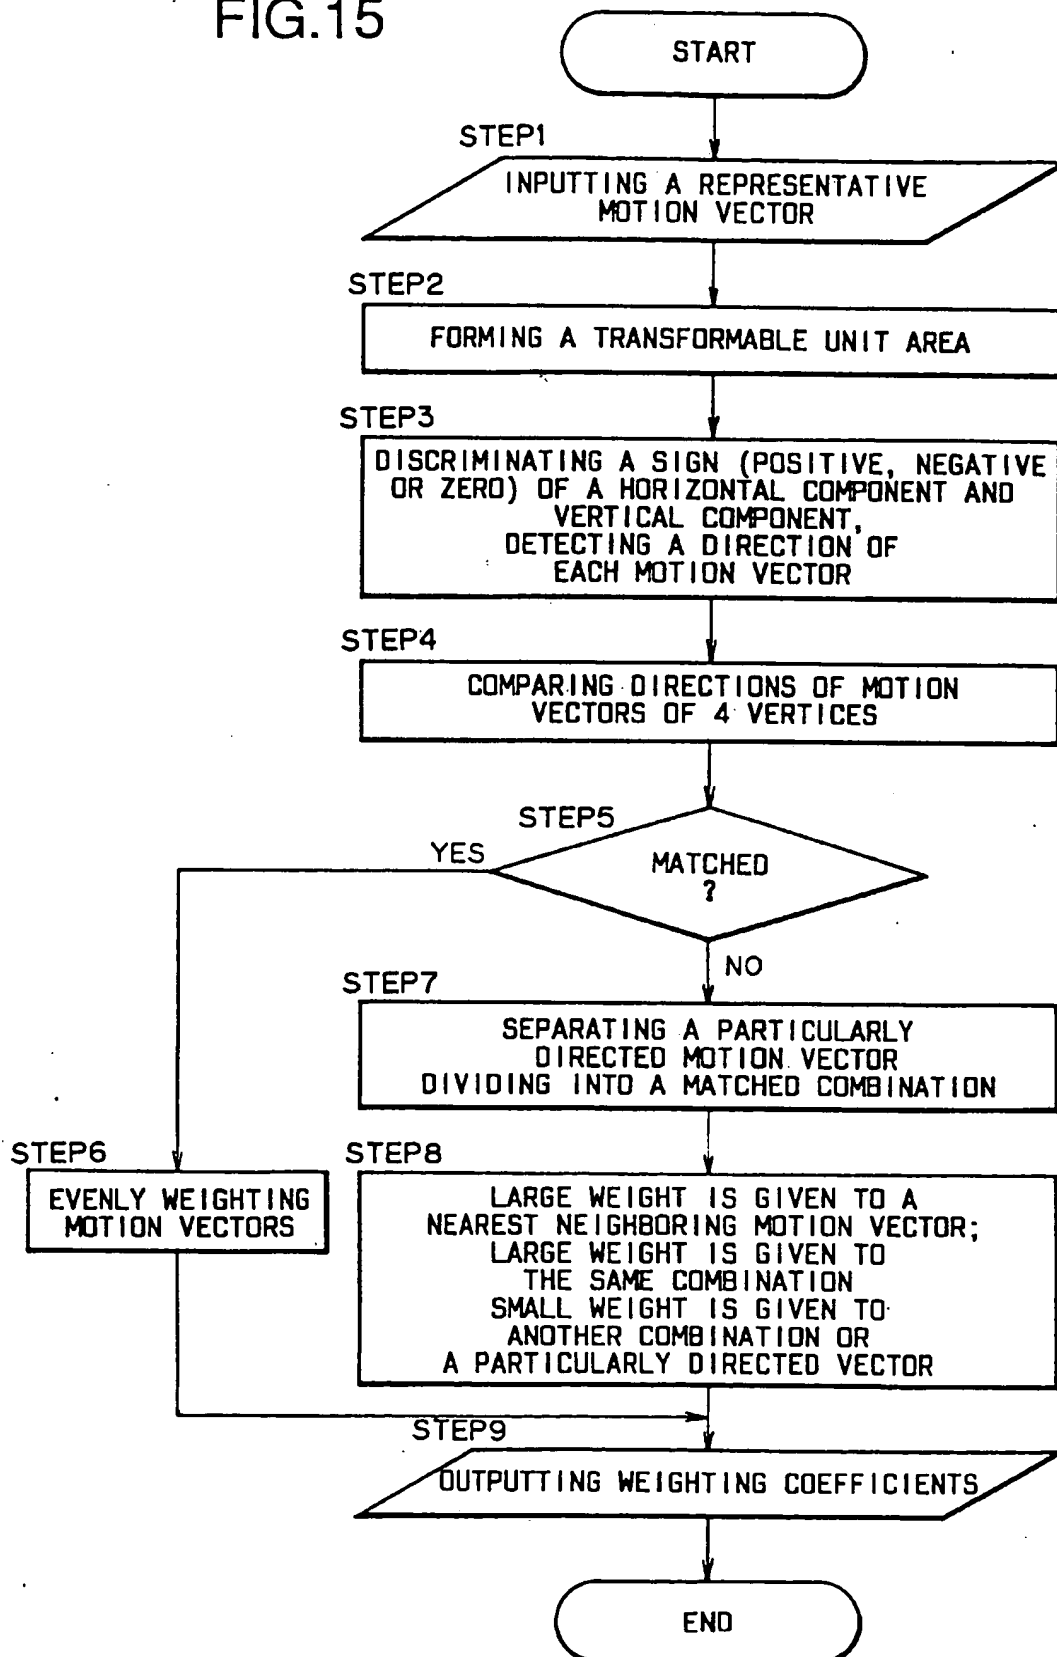 FIG.15
START
STEP1
INPUTTING A REPRESENTATIVE
MOTION VECTOR
STEP2
FORMING A TRANSFORMABLE UNIT AREA
STEP3
DISCRIMINATING A SIGN (POSITIVE, NEGATIVE
OR ZERO) OF A HORIZONTAL COMPONENT AND
VERTICAL COMPONENT,
DETECTING A DIRECTION OF
EACH MOTION VECTOR
STEP4
COMPARING DIRECTIONS OF MOTION
VECTORS OF 4 VERTICES
STEP5
YES
MATCHED
?
NO
STEP7
SEPARATING A PARTICULARLY
DIRECTED MOTION VECTOR
DIVIDING INTO A MATCHED COMBINATION
STEP6
EVENLY WEIGHTING
MOTION VECTORS
STEP8
LARGE WEIGHT IS GIVEN TO A
NEAREST NEIGHBORING MOTION VECTOR;
LARGE WEIGHT IS GIVEN TO
THE SAME COMBINATION
SMALL WEIGHT IS GIVEN TO
ANOTHER COMBINATION OR
A PARTICULARLY DIRECTED VECTOR
STEP9
OUTPUTTING WEIGHTING COEFFICIENTS
END